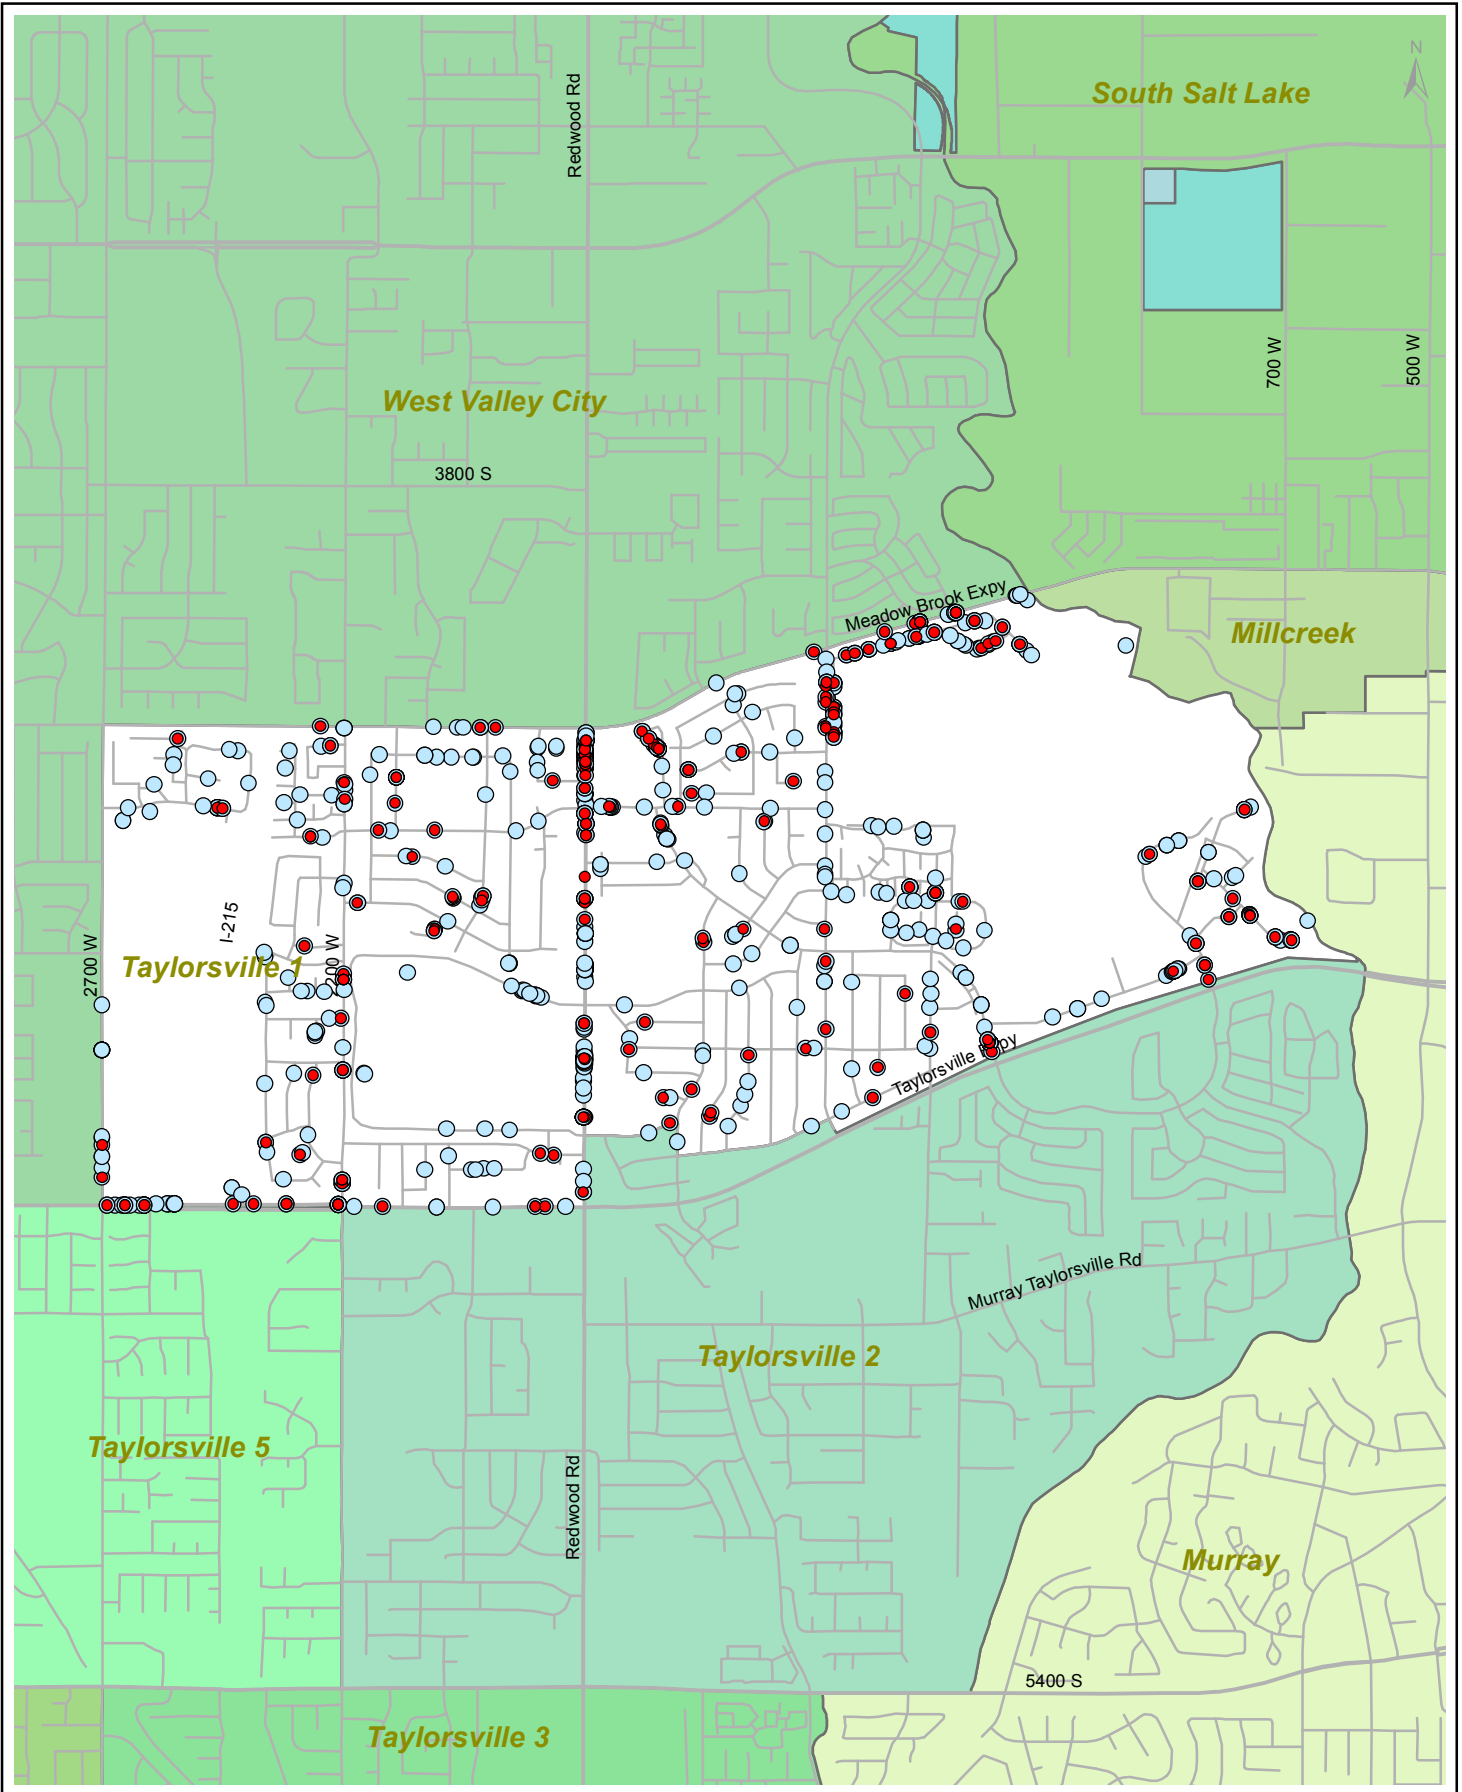 N
South Salt Lake
Redwood Rd
700 W
500 W
West Valley City
3800 S
Meadow Brook Expy
Millcreek
I-215
2700 W
Taylorsville 1
200 W
Taylorsville Expy
Murray Taylorsville Rd
Taylorsville 2
Taylorsville 5
Redwood Rd
Murray
5400 S
Taylorsville 3